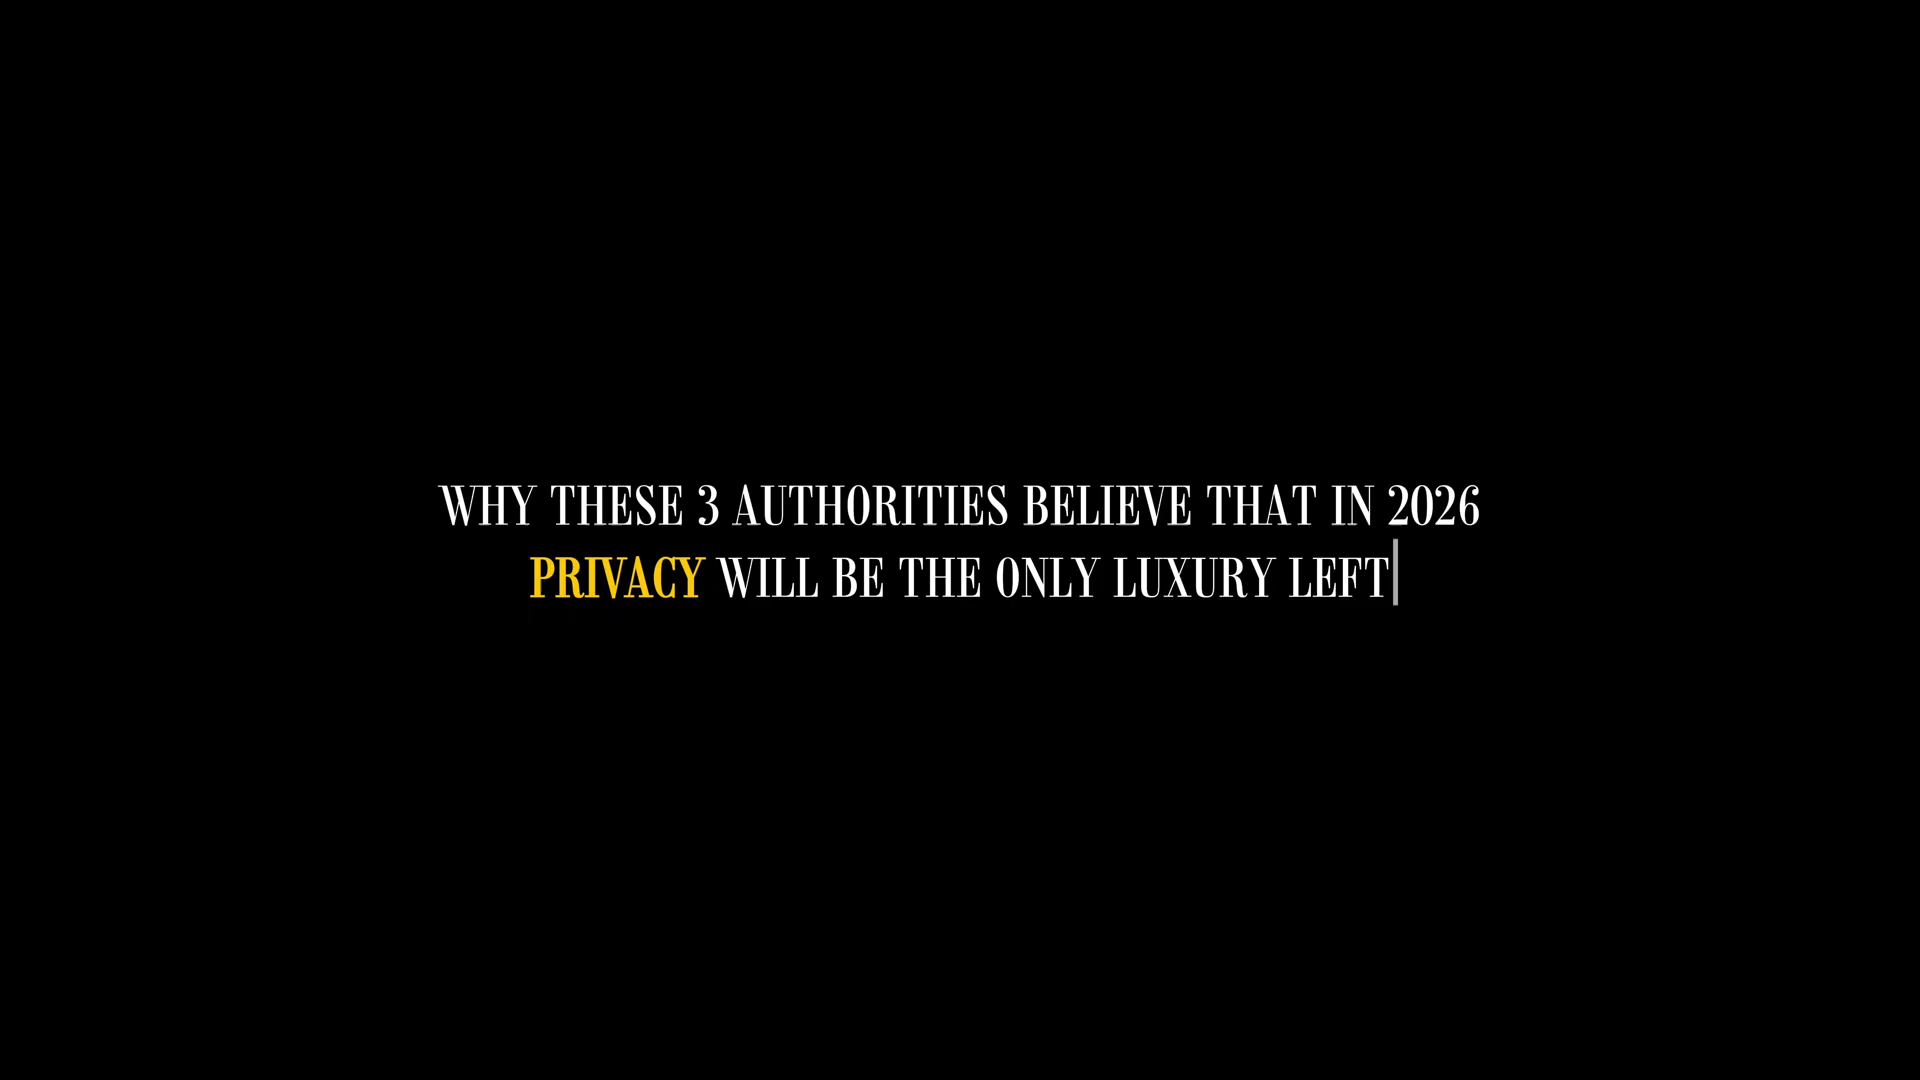 WHY THESE 3 AUTHORITIES BELIEVE THAT IN 2026
PRIVACY WILL BE THE ONLY LUXURY LEFT